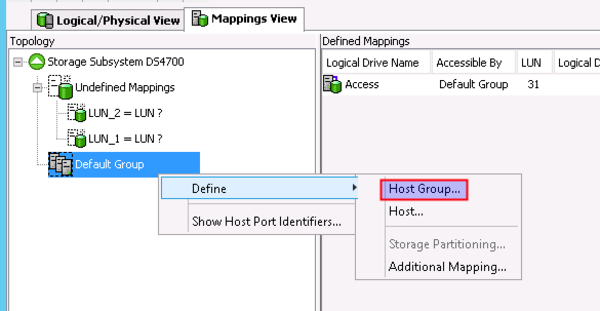 Logical/Physical View
Mappings View
Topology
Storage Subsystem DS4700
Undefined Mappings
LUN_2 = LUN ?
LUN_1 = LUN ?
Default Group
Defined Mappings
Logical Drive Name Accessible By LUN Logical D
Access Default Group 31
Define
Show Host Port Identifiers...
Host Group...
Host...
Storage Partitioning...
Additional Mapping...